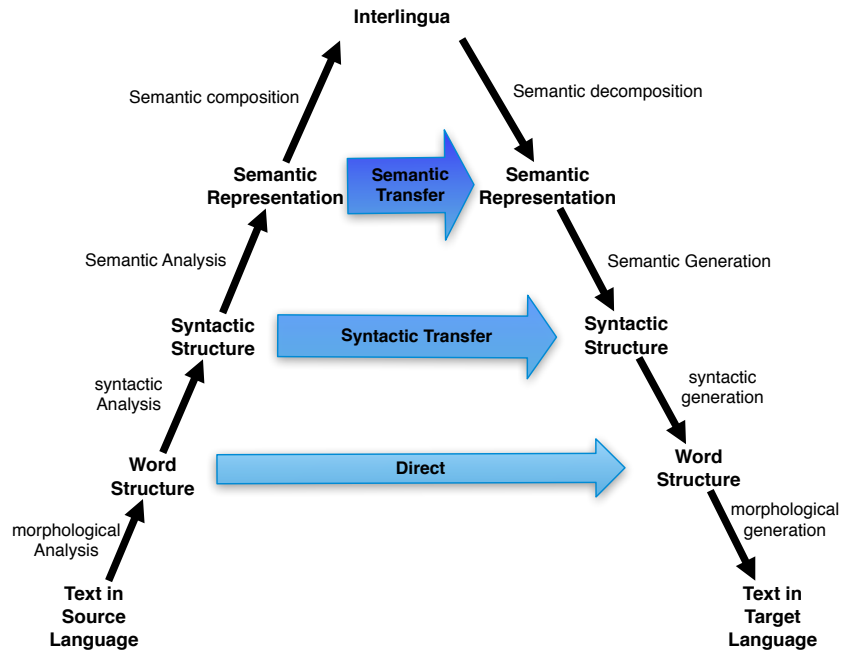 Interlingua
Semantic composition
Semantic decomposition
Semantic
Representation
Semantic
Transfer
Semantic
Representation
Semantic Analysis
Semantic Generation
Syntactic
Structure
Syntactic Transfer
Syntactic
Structure
syntactic
Analysis
syntactic
generation
Word
Structure
Direct
Word
Structure
morphological
Analysis
morphological
generation
Text in
Source
Language
Text in
Target
Language